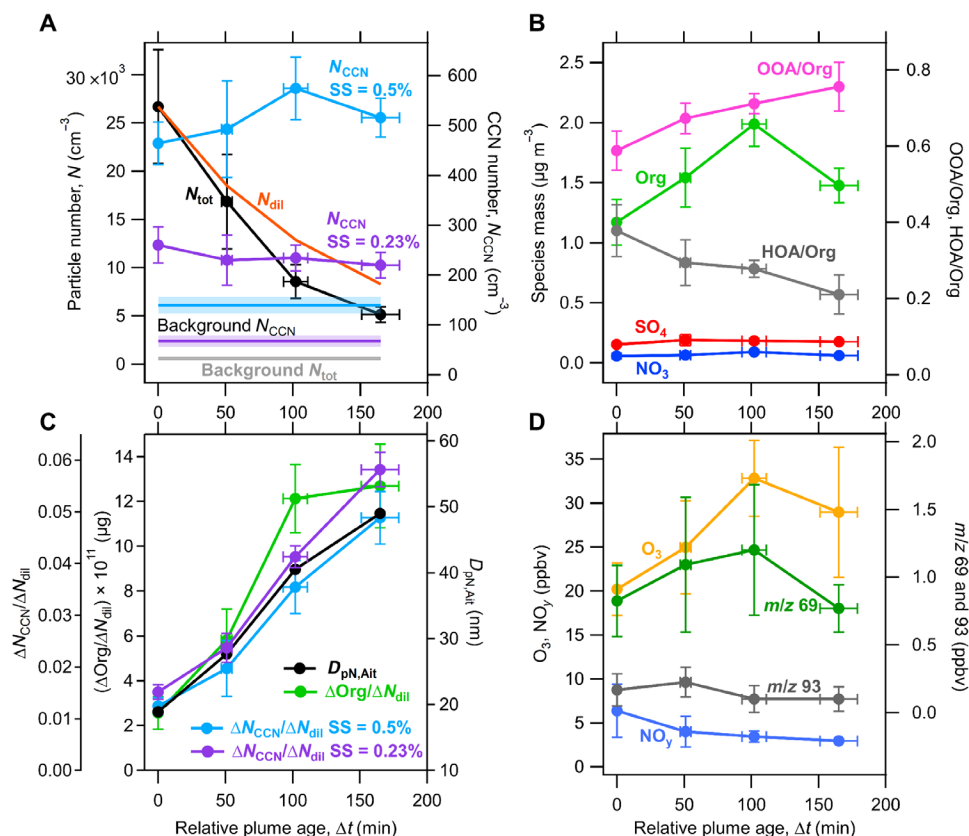 A
30 ×10³
25
20
15
10
5
0
Particle number, N (cm⁻³)
600
500
400
300
200
100
0
CCN number, N_CCN (cm⁻³)
N_CCN
SS = 0.5%
N_tot
N_dil
N_CCN
SS = 0.23%
Background N_CCN
Background N_tot
0
50
100
150
200
B
2.5
2.0
1.5
1.0
0.5
0.0
Species mass (µg m⁻³)
0.8
0.6
0.4
0.2
0.0
OOA/Org, HOA/Org
OOA/Org
Org
HOA/Org
SO₄
NO₃
0
50
100
150
200
C
0.06
0.05
0.04
0.03
0.02
0.01
0.00
ΔN_CCN/ΔN_dil
14
12
10
8
6
4
2
0
(ΔOrg/ΔN_dil) × 10¹¹ (µg)
60
50
40
30
20
10
D_pN,Ait (nm)
D_pN,Ait
ΔOrg/ΔN_dil
ΔN_CCN/ΔN_dil SS = 0.5%
ΔN_CCN/ΔN_dil SS = 0.23%
0
50
100
150
200
Relative plume age, Δt (min)
D
35
30
25
20
15
10
5
0
O₃, NO_y (ppbv)
2.0
1.5
1.0
0.5
0.0
m/z 69 and 93 (ppbv)
O₃
m/z 69
m/z 93
NO_y
0
50
100
150
200
Relative plume age, Δt (min)